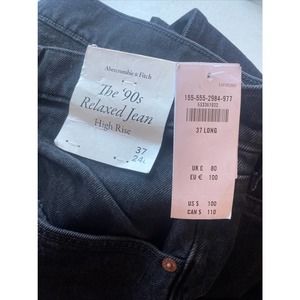 Abercrombie & Fitch
The '90s
Relaxed Jean
High Rise
37
24L
155-555-2984-977
37 LONG
UK £ 80
EU € 100
US $ 100
CAN $ 110